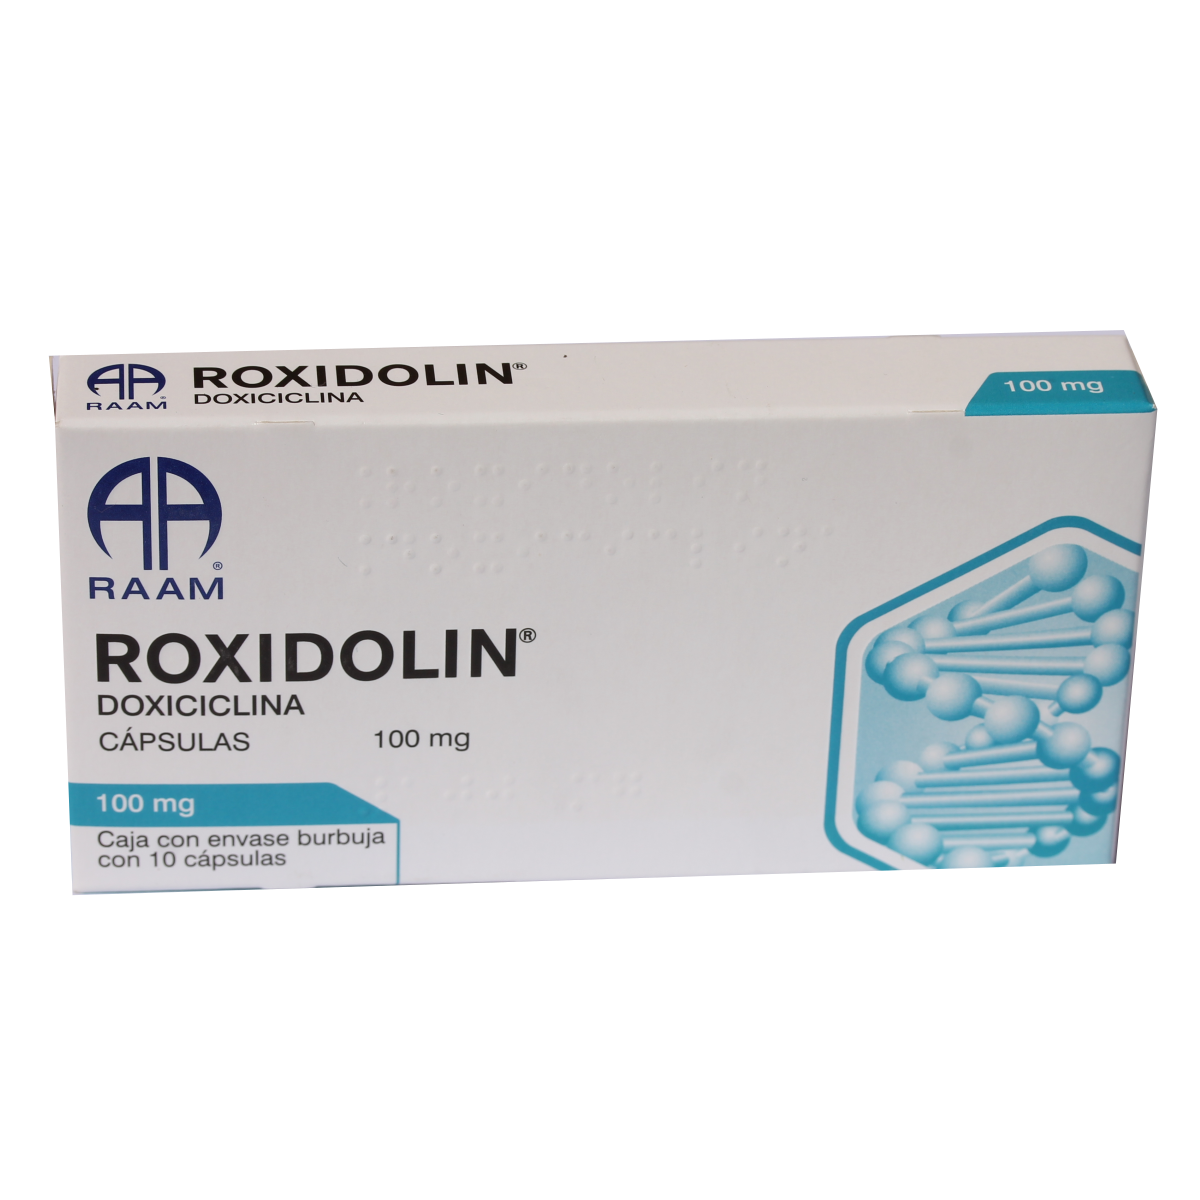 RAAM®
ROXIDOLIN®
DOXICICLINA
100 mg
RAAM®
ROXIDOLIN®
DOXICICLINA
CÁPSULAS 100 mg
100 mg
Caja con envase burbuja
con 10 cápsulas